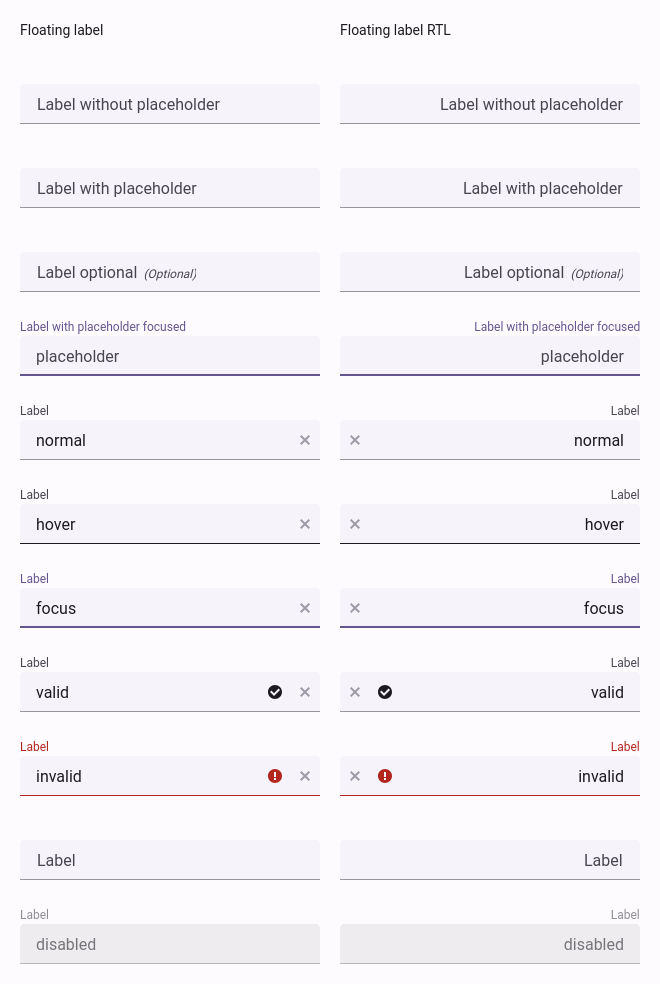 Floating label
Floating label RTL
Label without placeholder
Label without placeholder
Label with placeholder
Label with placeholder
Label optional (Optional)
Label optional (Optional)
Label with placeholder focused
Label with placeholder focused
placeholder
placeholder
Label
Label
normal
normal
Label
Label
hover
hover
Label
Label
focus
focus
Label
Label
valid
valid
Label
Label
invalid
invalid
Label
Label
Label
Label
disabled
disabled